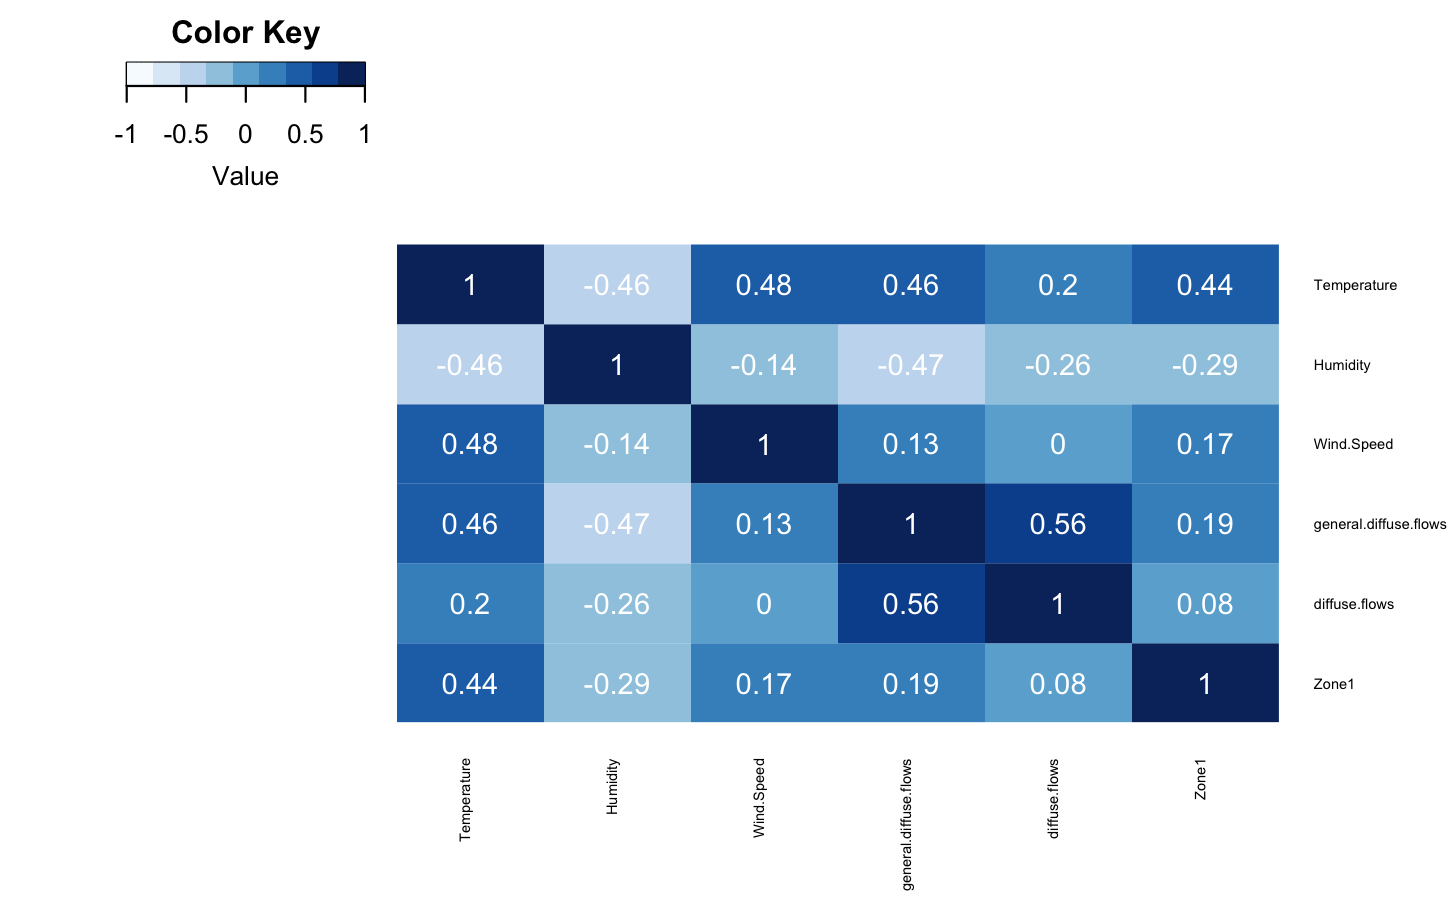 Color Key
-1 -0.5 0 0.5 1
Value
1 -0.46 0.48 0.46 0.2 0.44 Temperature
-0.46 1 -0.14 -0.47 -0.26 -0.29 Humidity
0.48 -0.14 1 0.13 0 0.17 Wind.Speed
0.46 -0.47 0.13 1 0.56 0.19 general.diffuse.flows
0.2 -0.26 0 0.56 1 0.08 diffuse.flows
0.44 -0.29 0.17 0.19 0.08 1 Zone1
Temperature
Humidity
Wind.Speed
general.diffuse.flows
diffuse.flows
Zone1